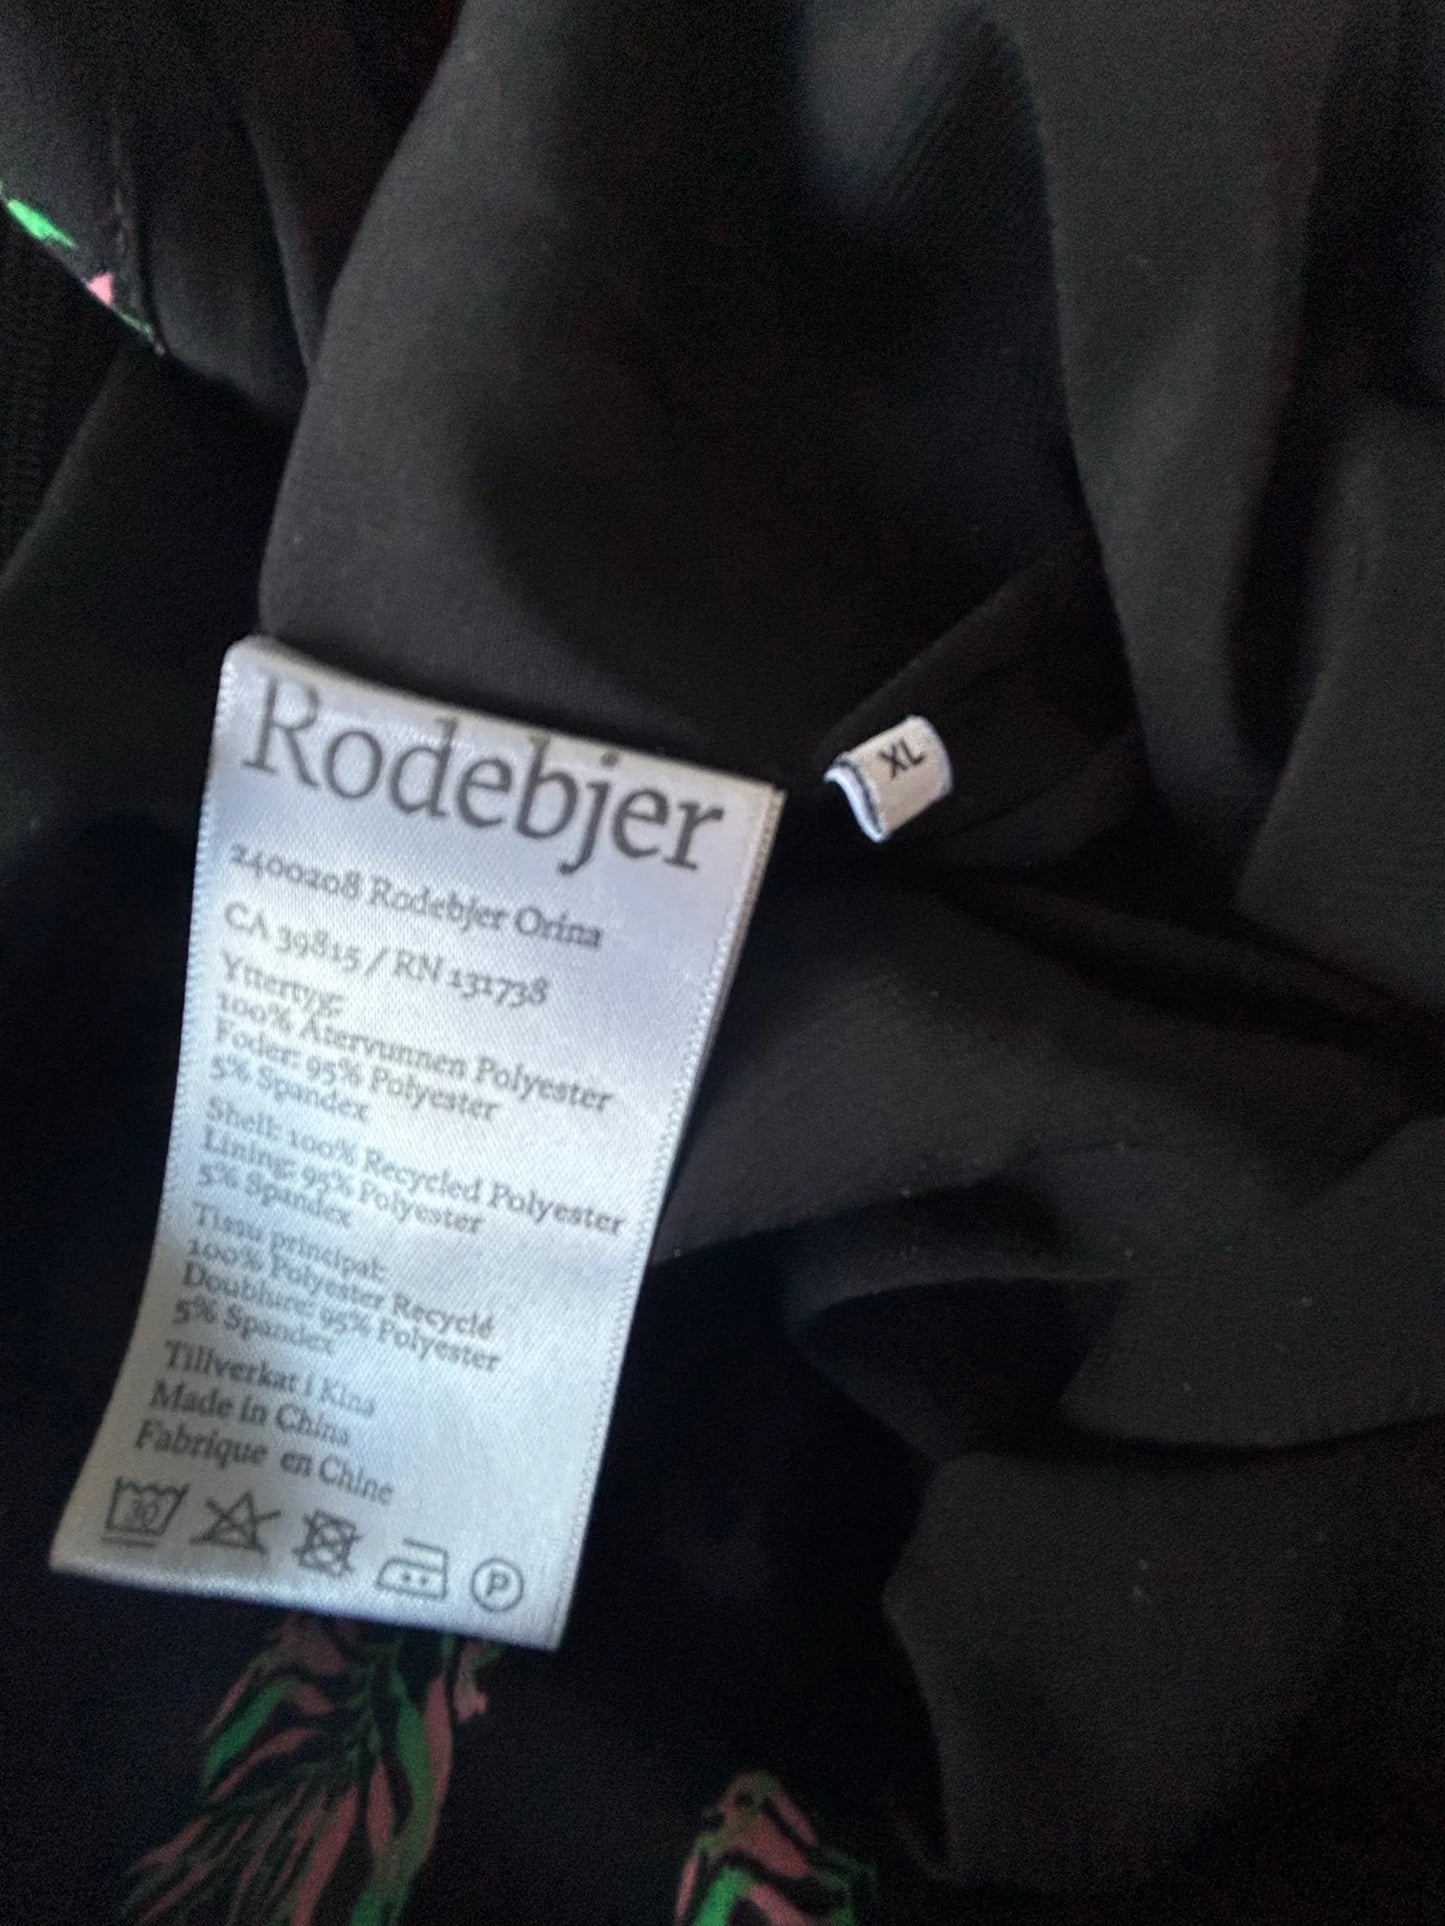 Rodebjer
XL
2400208 Rodebjer Orina
CA 39815 / RN 131738
Yttertyg:
100% Återvunnen Polyester
Foder: 95% Polyester
5% Spandex
Shell: 100% Recycled Polyester
Lining: 95% Polyester
5% Spandex
Tissu principal:
100% Polyester Recyclé
Doublure: 95% Polyester
5% Spandex
Tillverkat i Kina
Made in China
Fabrique en Chine
30
P